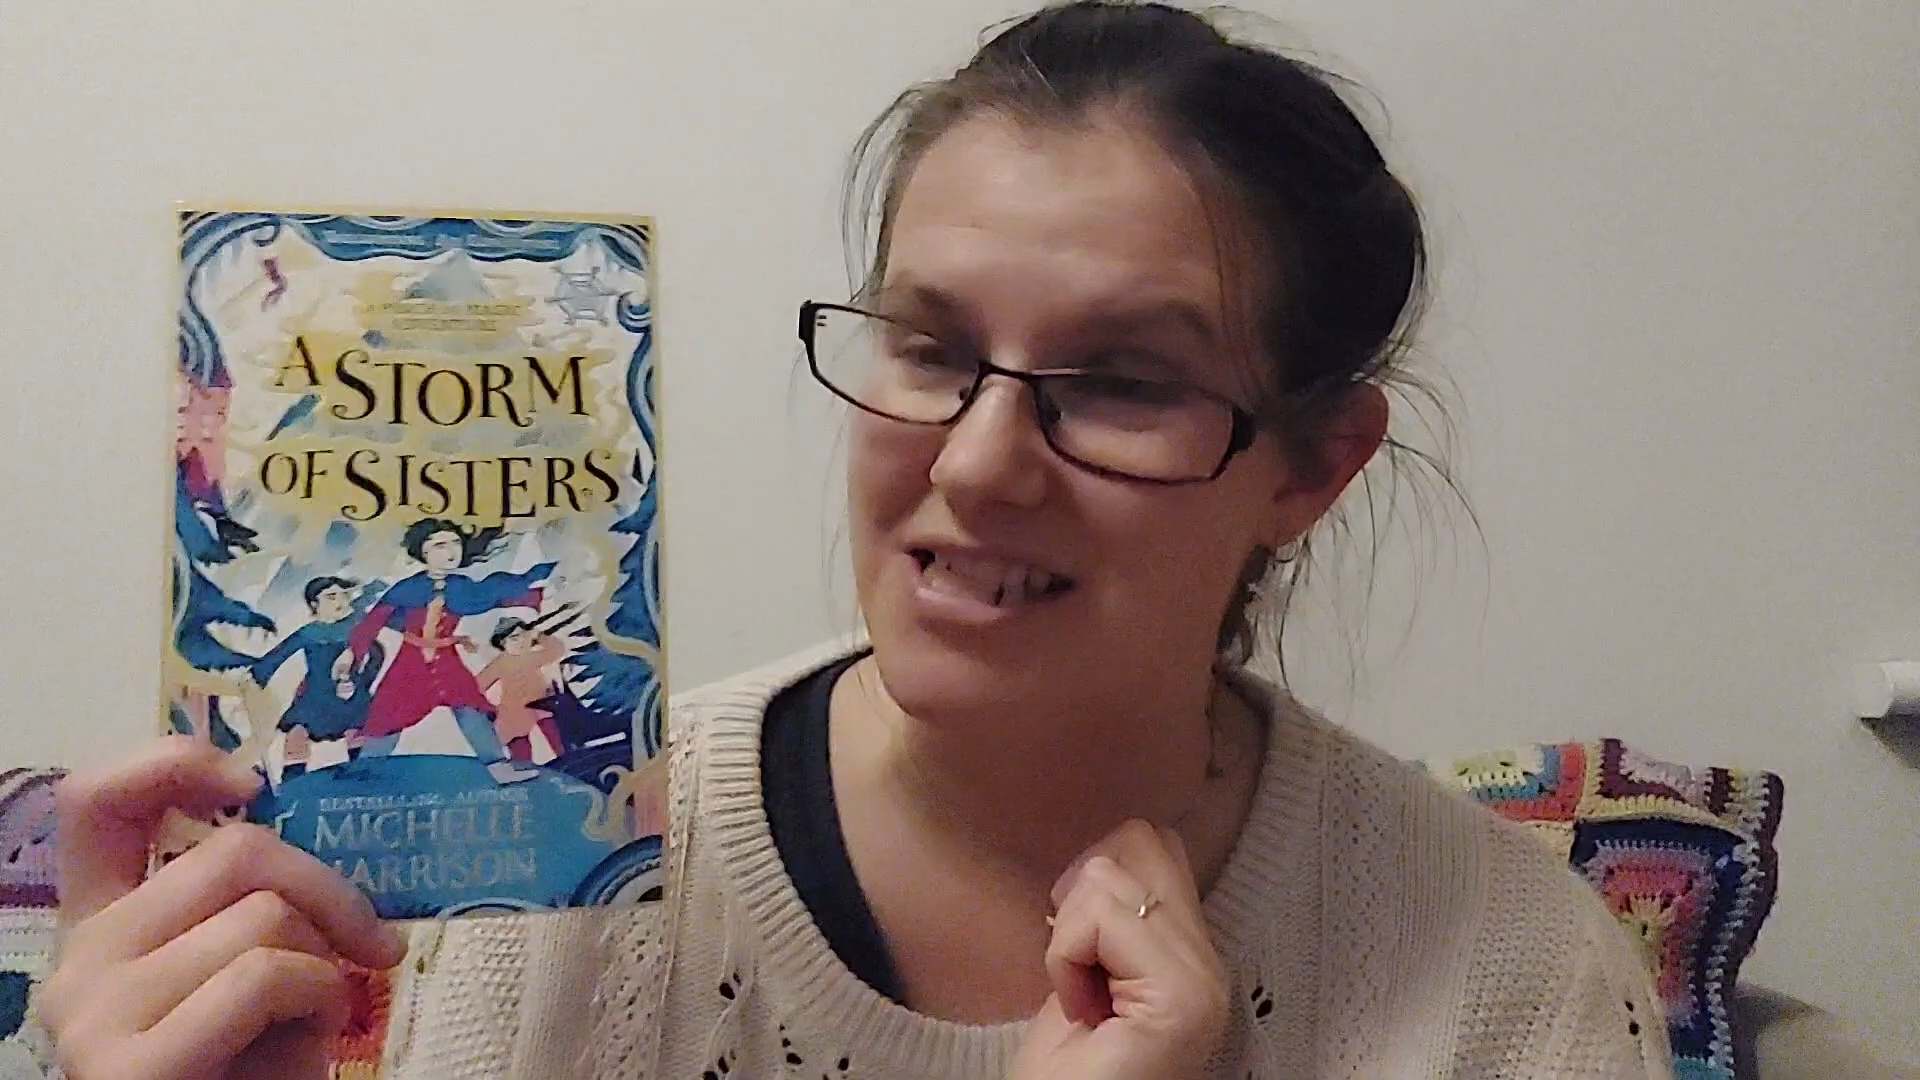 A STORM
OF SISTERS
BESTSELLING AUTHOR
MICHELLE
HARRISON